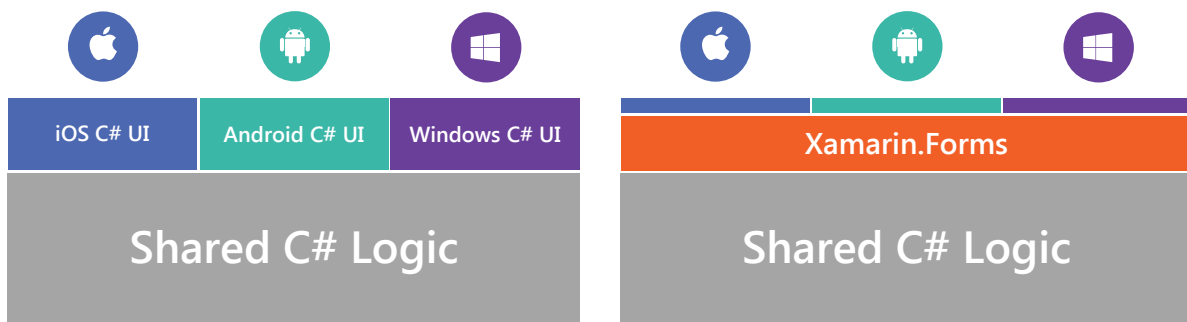 iOS C# UI
Android C# UI
Windows C# UI
Shared C# Logic
Xamarin.Forms
Shared C# Logic